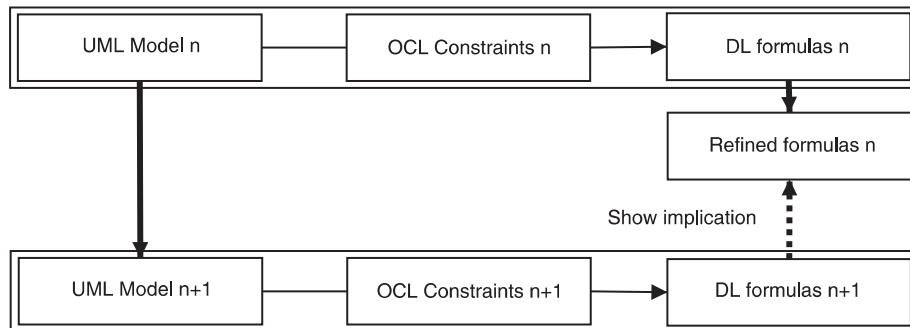 UML Model n
OCL Constraints n
DL formulas n
Refined formulas n
Show implication
UML Model n+1
OCL Constraints n+1
DL formulas n+1